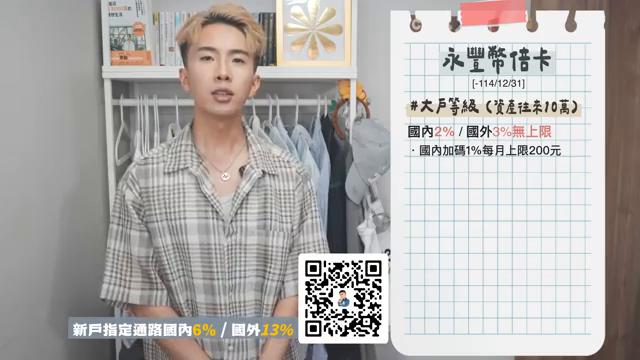 永豐幣倍卡
[-114/12/31]
#大戶等級（資產往來10萬）
國內2% / 國外3%無上限
．國內加碼1%每月上限200元
新戶指定通路國內6% / 國外13%